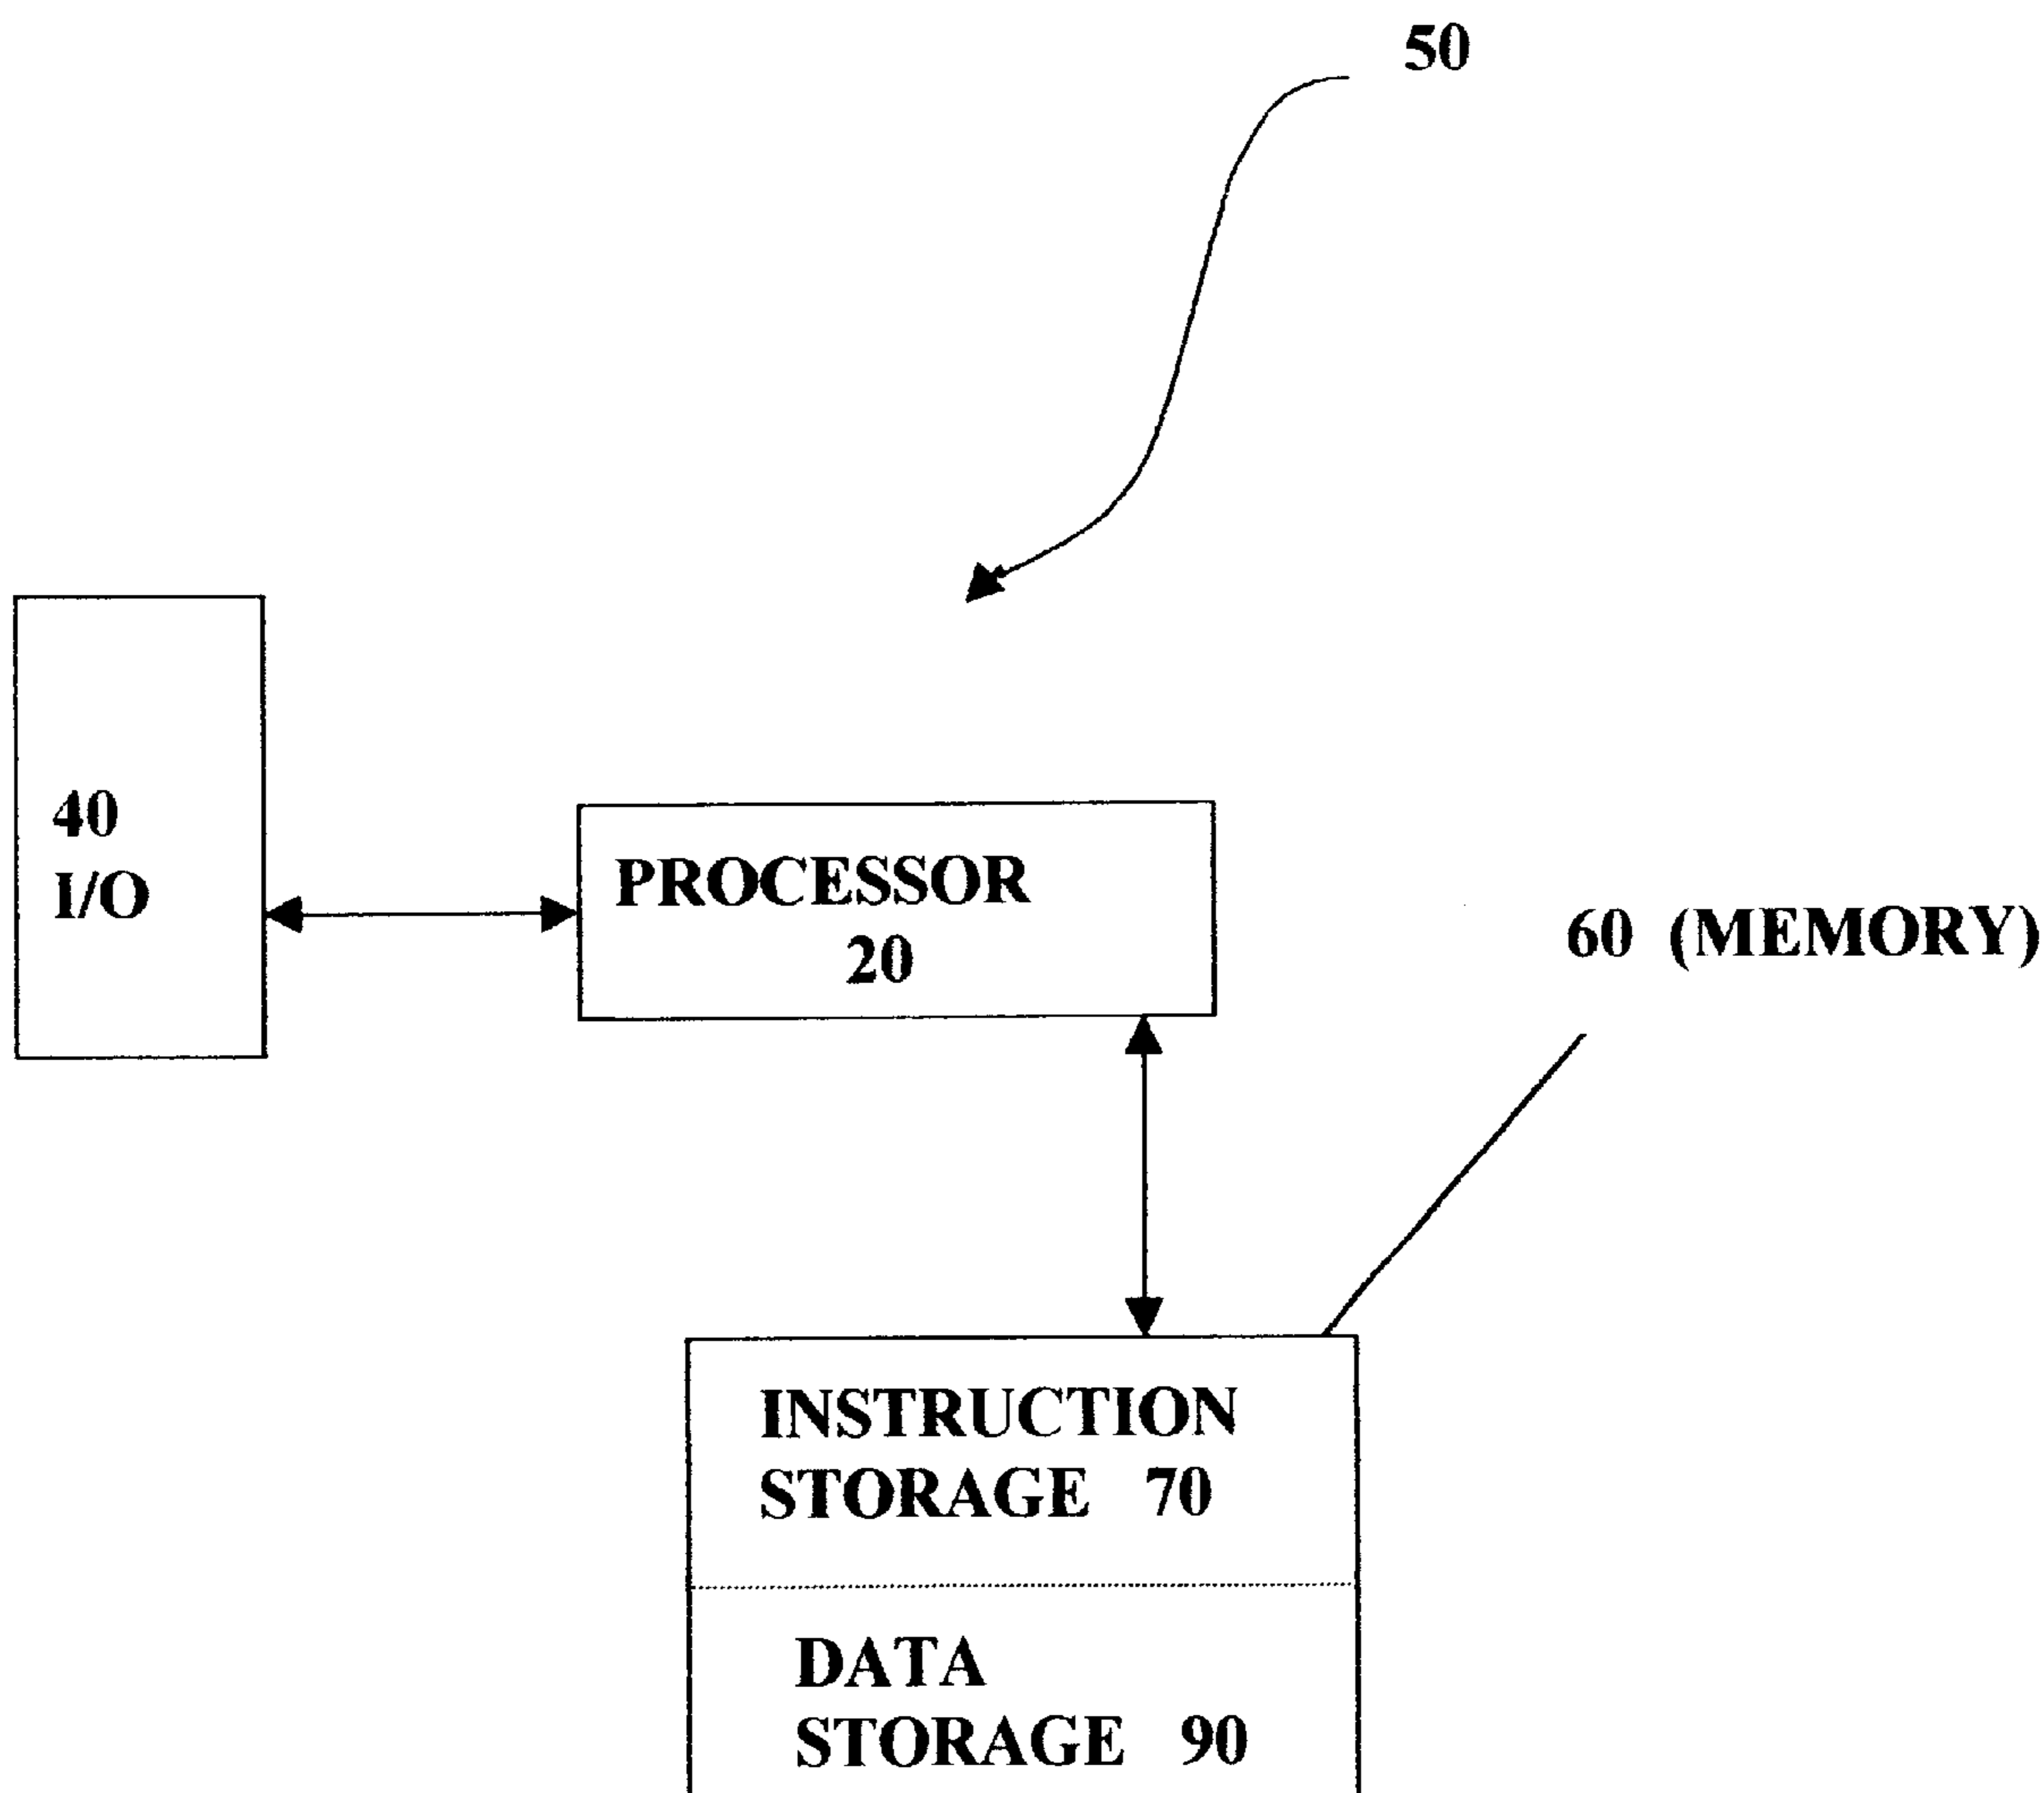 50
40
I/O
PROCESSOR
20
60 (MEMORY)
INSTRUCTION
STORAGE 70
DATA
STORAGE 90